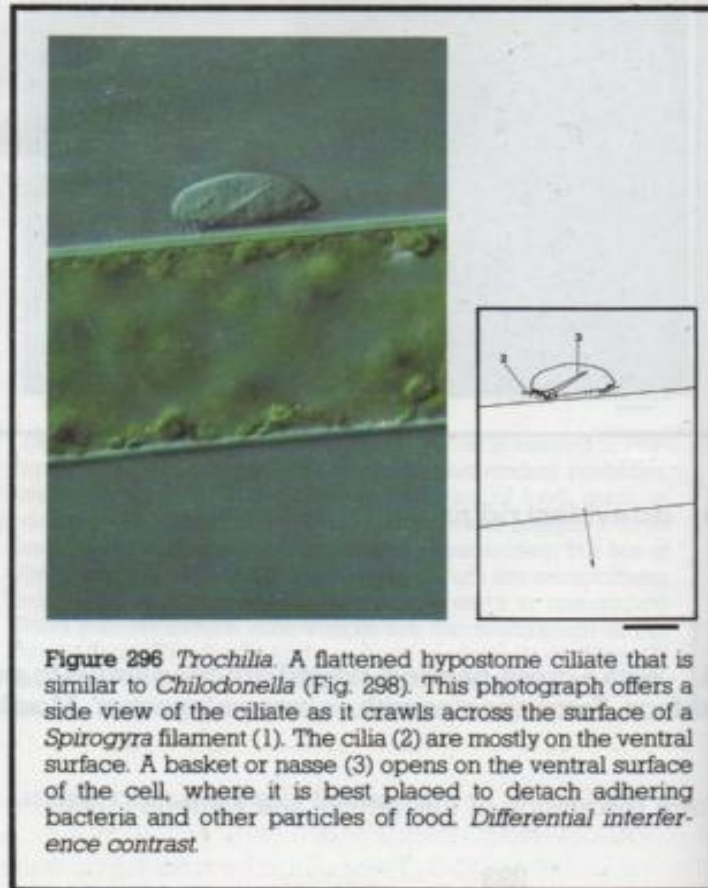 3
2
1
Figure 296 Trochilia. A flattened hypostome ciliate that is
similar to Chilodonella (Fig. 298). This photograph offers a
side view of the ciliate as it crawls across the surface of a
Spirogyra filament (1). The cilia (2) are mostly on the ventral
surface. A basket or nasse (3) opens on the ventral surface
of the cell, where it is best placed to detach adhering
bacteria and other particles of food. Differential interfer-
ence contrast.